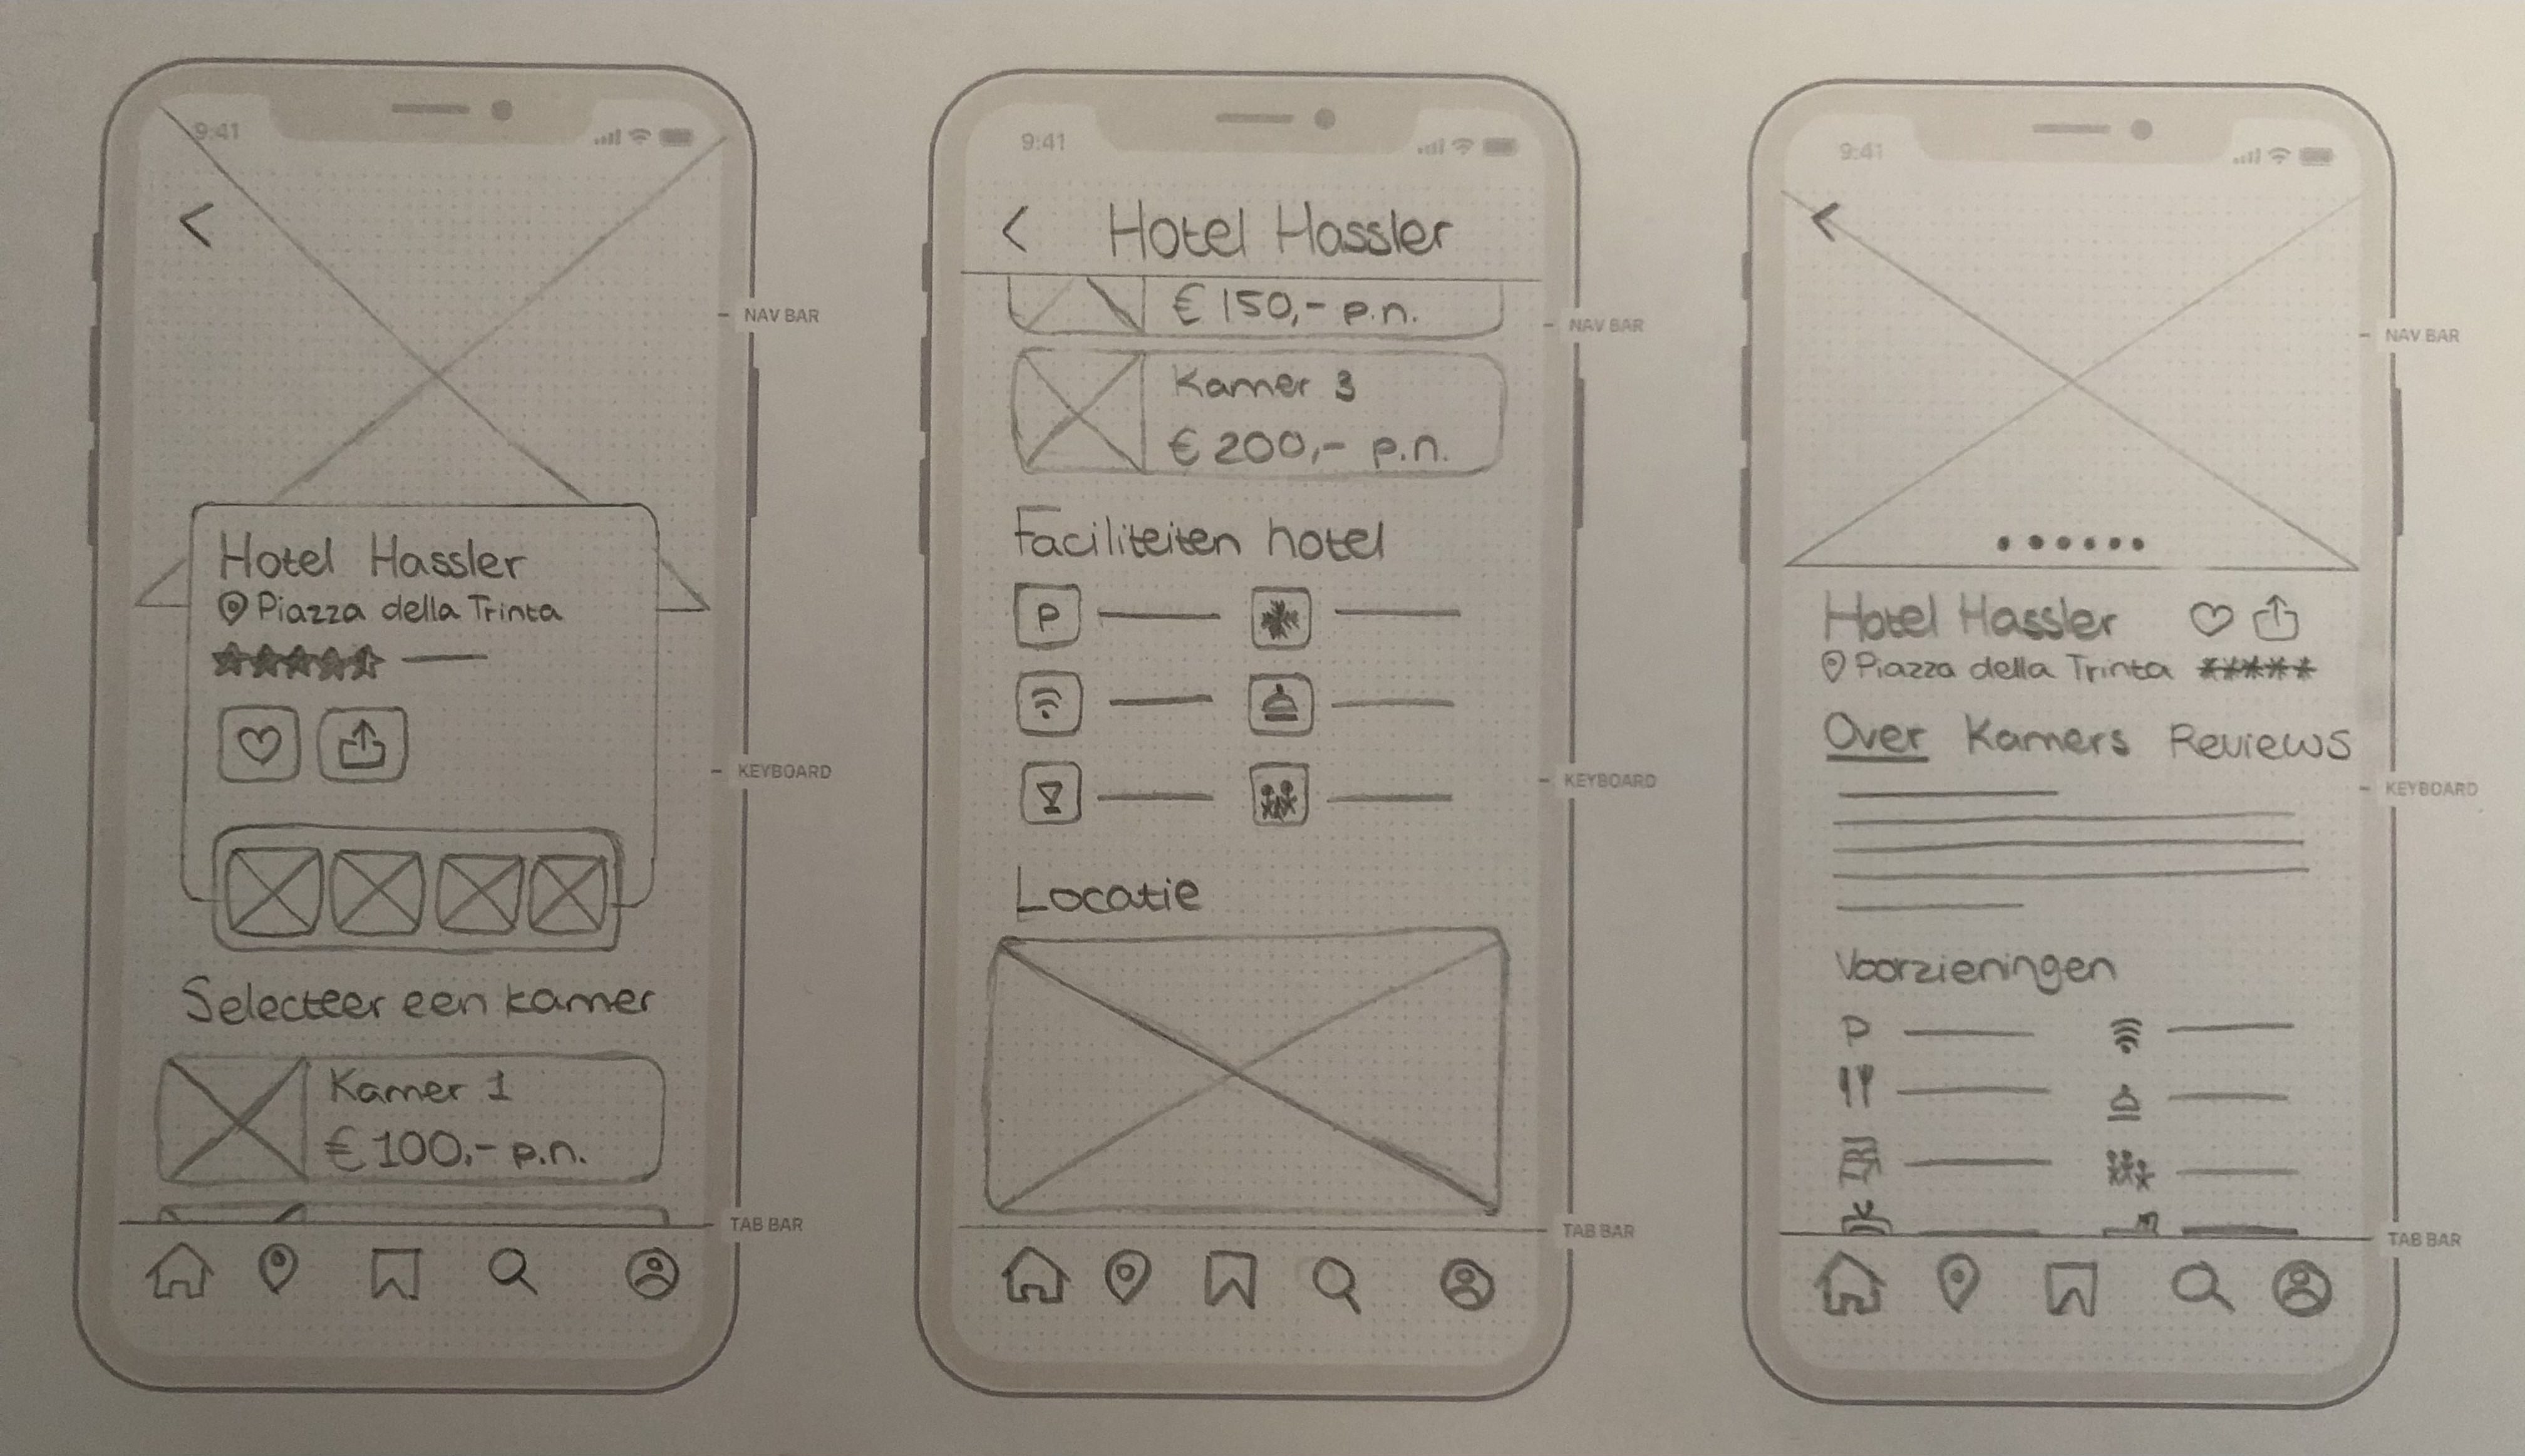 9:41
NAV BAR
Hotel Hassler
Piazza della Trinta
KEYBOARD
Selecteer een kamer
Kamer 1
€ 100,- p.n.
TAB BAR
9:41
Hotel Hassler
€ 150,- p.n.
NAV BAR
Kamer 3
€ 200,- p.n.
Faciliteiten hotel
P
KEYBOARD
Locatie
TAB BAR
9:41
NAV BAR
Hotel Hassler
Piazza della Trinta
Over Kamers Reviews
KEYBOARD
Voorzieningen
P
TAB BAR